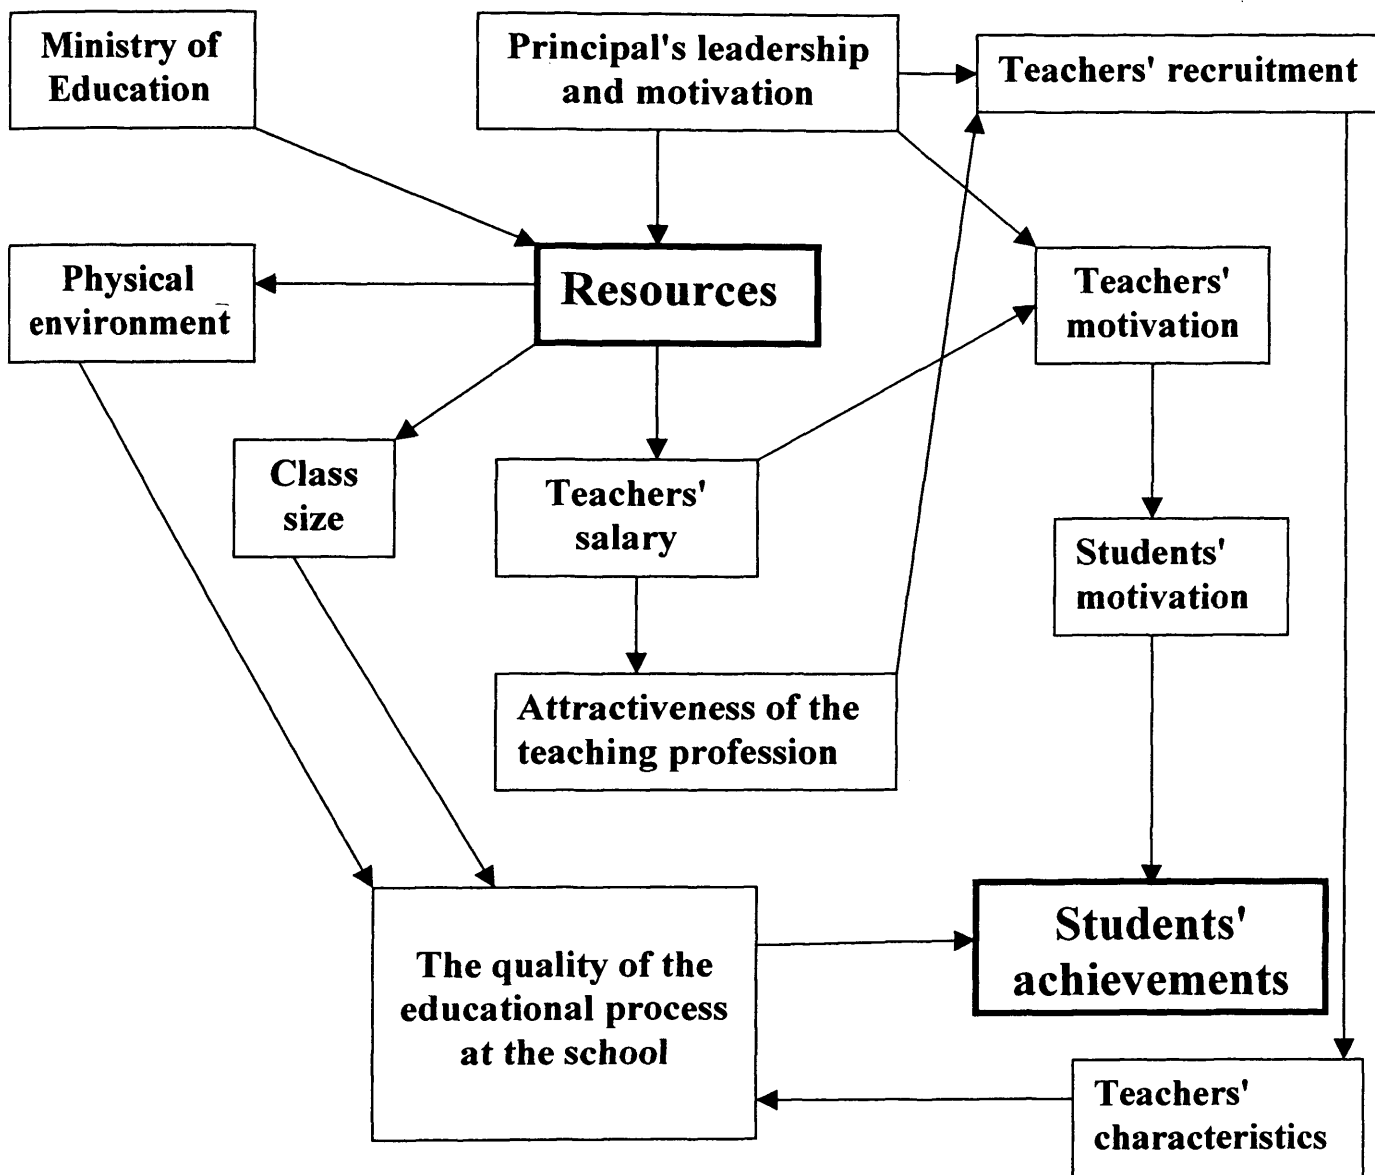 Ministry of
Education
Principal's leadership
and motivation
Teachers' recruitment
Physical
environment
Resources
Teachers'
motivation
Class
size
Teachers'
salary
Students'
motivation
Attractiveness of the
teaching profession
The quality of the
educational process
at the school
Students'
achievements
Teachers'
characteristics